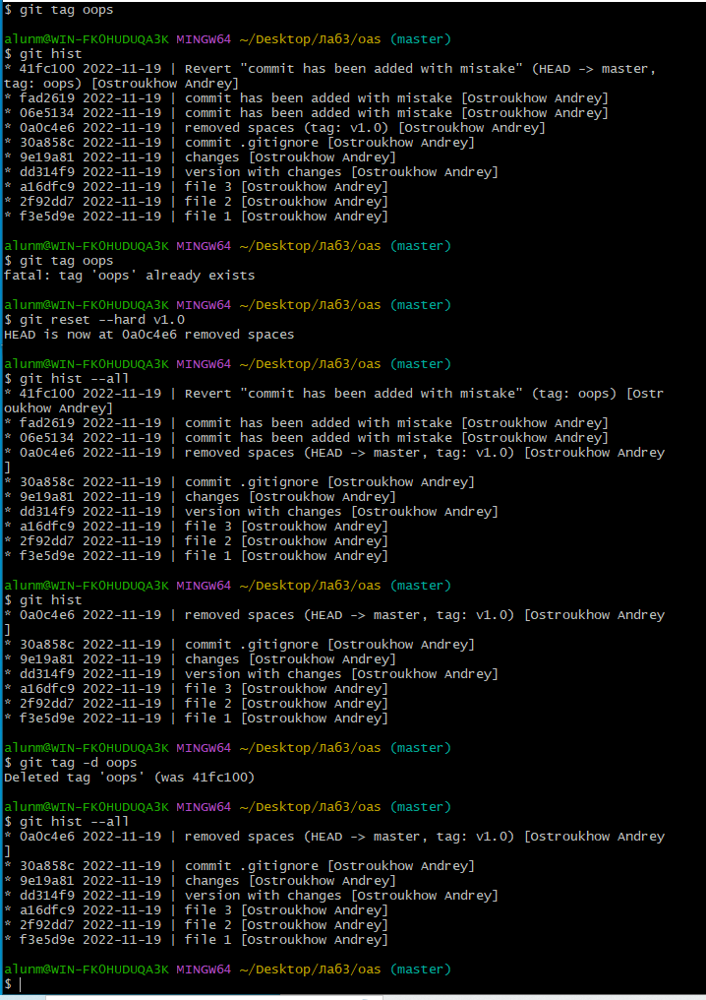 $ git tag oops
alunm@WIN-FKOHUDUQA3K MINGW64 ~/Desktop/Лаб3/oas (master)
$ git hist
* 41fc100 2022-11-19 | Revert "commit has been added with mistake" (HEAD -> master,
tag: oops) [Ostroukhow Andrey]
* fad2619 2022-11-19 | commit has been added with mistake [Ostroukhow Andrey]
* 06e5134 2022-11-19 | commit has been added with mistake [Ostroukhow Andrey]
* 0a0c4e6 2022-11-19 | removed spaces (tag: v1.0) [Ostroukhow Andrey]
* 30a858c 2022-11-19 | commit .gitignore [Ostroukhow Andrey]
* 9e19a81 2022-11-19 | changes [Ostroukhow Andrey]
* dd314f9 2022-11-19 | version with changes [Ostroukhow Andrey]
* a16dfc9 2022-11-19 | file 3 [Ostroukhow Andrey]
* 2f92dd7 2022-11-19 | file 2 [Ostroukhow Andrey]
* f3e5d9e 2022-11-19 | file 1 [Ostroukhow Andrey]
alunm@WIN-FKOHUDUQA3K MINGW64 ~/Desktop/Лаб3/oas (master)
$ git tag oops
fatal: tag 'oops' already exists
alunm@WIN-FKOHUDUQA3K MINGW64 ~/Desktop/Лаб3/oas (master)
$ git reset --hard v1.0
HEAD is now at 0a0c4e6 removed spaces
alunm@WIN-FKOHUDUQA3K MINGW64 ~/Desktop/Лаб3/oas (master)
$ git hist --all
* 41fc100 2022-11-19 | Revert "commit has been added with mistake" (tag: oops) [Ostr
oukhow Andrey]
* fad2619 2022-11-19 | commit has been added with mistake [Ostroukhow Andrey]
* 06e5134 2022-11-19 | commit has been added with mistake [Ostroukhow Andrey]
* 0a0c4e6 2022-11-19 | removed spaces (HEAD -> master, tag: v1.0) [Ostroukhow Andrey
]
* 30a858c 2022-11-19 | commit .gitignore [Ostroukhow Andrey]
* 9e19a81 2022-11-19 | changes [Ostroukhow Andrey]
* dd314f9 2022-11-19 | version with changes [Ostroukhow Andrey]
* a16dfc9 2022-11-19 | file 3 [Ostroukhow Andrey]
* 2f92dd7 2022-11-19 | file 2 [Ostroukhow Andrey]
* f3e5d9e 2022-11-19 | file 1 [Ostroukhow Andrey]
alunm@WIN-FKOHUDUQA3K MINGW64 ~/Desktop/Лаб3/oas (master)
$ git hist
* 0a0c4e6 2022-11-19 | removed spaces (HEAD -> master, tag: v1.0) [Ostroukhow Andrey
]
* 30a858c 2022-11-19 | commit .gitignore [Ostroukhow Andrey]
* 9e19a81 2022-11-19 | changes [Ostroukhow Andrey]
* dd314f9 2022-11-19 | version with changes [Ostroukhow Andrey]
* a16dfc9 2022-11-19 | file 3 [Ostroukhow Andrey]
* 2f92dd7 2022-11-19 | file 2 [Ostroukhow Andrey]
* f3e5d9e 2022-11-19 | file 1 [Ostroukhow Andrey]
alunm@WIN-FKOHUDUQA3K MINGW64 ~/Desktop/Лаб3/oas (master)
$ git tag -d oops
Deleted tag 'oops' (was 41fc100)
alunm@WIN-FKOHUDUQA3K MINGW64 ~/Desktop/Лаб3/oas (master)
$ git hist --all
* 0a0c4e6 2022-11-19 | removed spaces (HEAD -> master, tag: v1.0) [Ostroukhow Andrey
]
* 30a858c 2022-11-19 | commit .gitignore [Ostroukhow Andrey]
* 9e19a81 2022-11-19 | changes [Ostroukhow Andrey]
* dd314f9 2022-11-19 | version with changes [Ostroukhow Andrey]
* a16dfc9 2022-11-19 | file 3 [Ostroukhow Andrey]
* 2f92dd7 2022-11-19 | file 2 [Ostroukhow Andrey]
* f3e5d9e 2022-11-19 | file 1 [Ostroukhow Andrey]
alunm@WIN-FKOHUDUQA3K MINGW64 ~/Desktop/Лаб3/oas (master)
$